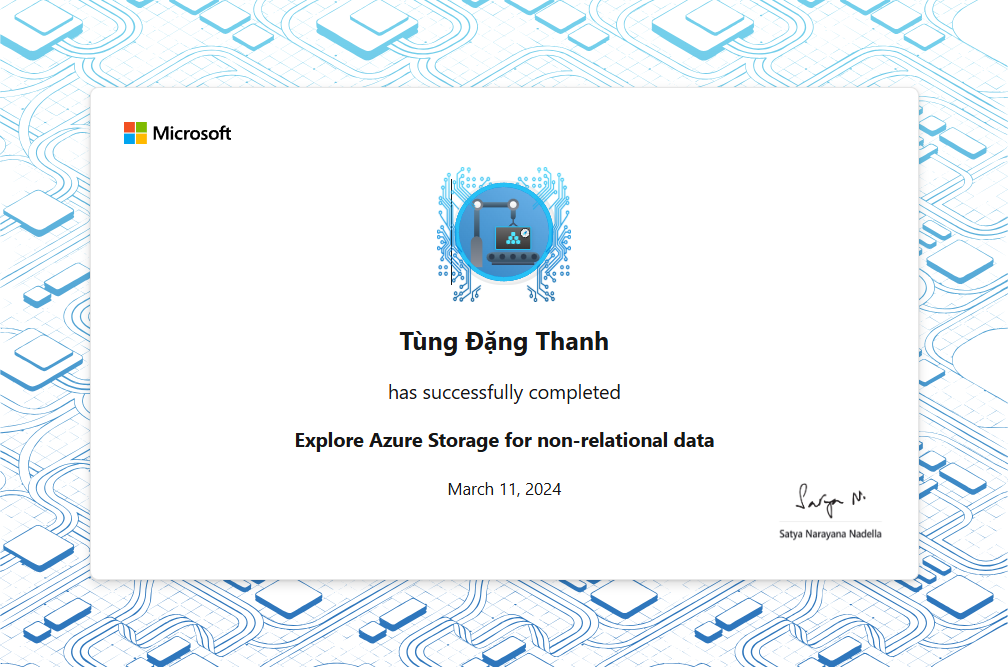 Microsoft
Tùng Đặng Thanh
has successfully completed
Explore Azure Storage for non-relational data
March 11, 2024
Satya N.
Satya Narayana Nadella